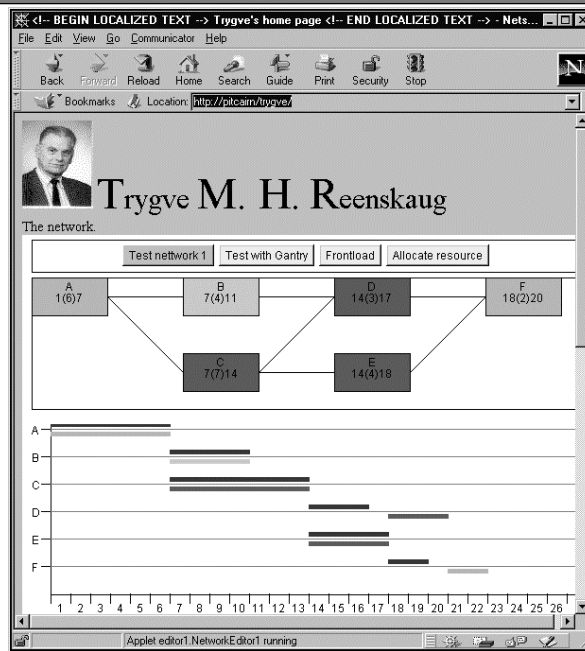 <!-- BEGIN LOCALIZED TEXT --> Trygve's home page <!-- END LOCALIZED TEXT --> - Nets...
File Edit View Go Communicator Help
Back Forward Reload Home Search Guide Print Security Stop
N
Bookmarks Location: http://pitcairn/trygve/
Trygve M. H. Reenskaug
The network.
Test nettwork 1 Test with Gantry Frontload Allocate resource
A B D F
1(6)7 7(4)11 14(3)17 18(2)20
C E
7(7)14 14(4)18
A
B
C
D
E
F
1 2 3 4 5 6 7 8 9 10 11 12 13 14 15 16 17 18 19 20 21 22 23 24 25 26
Applet editor1.NetworkEditor1 running